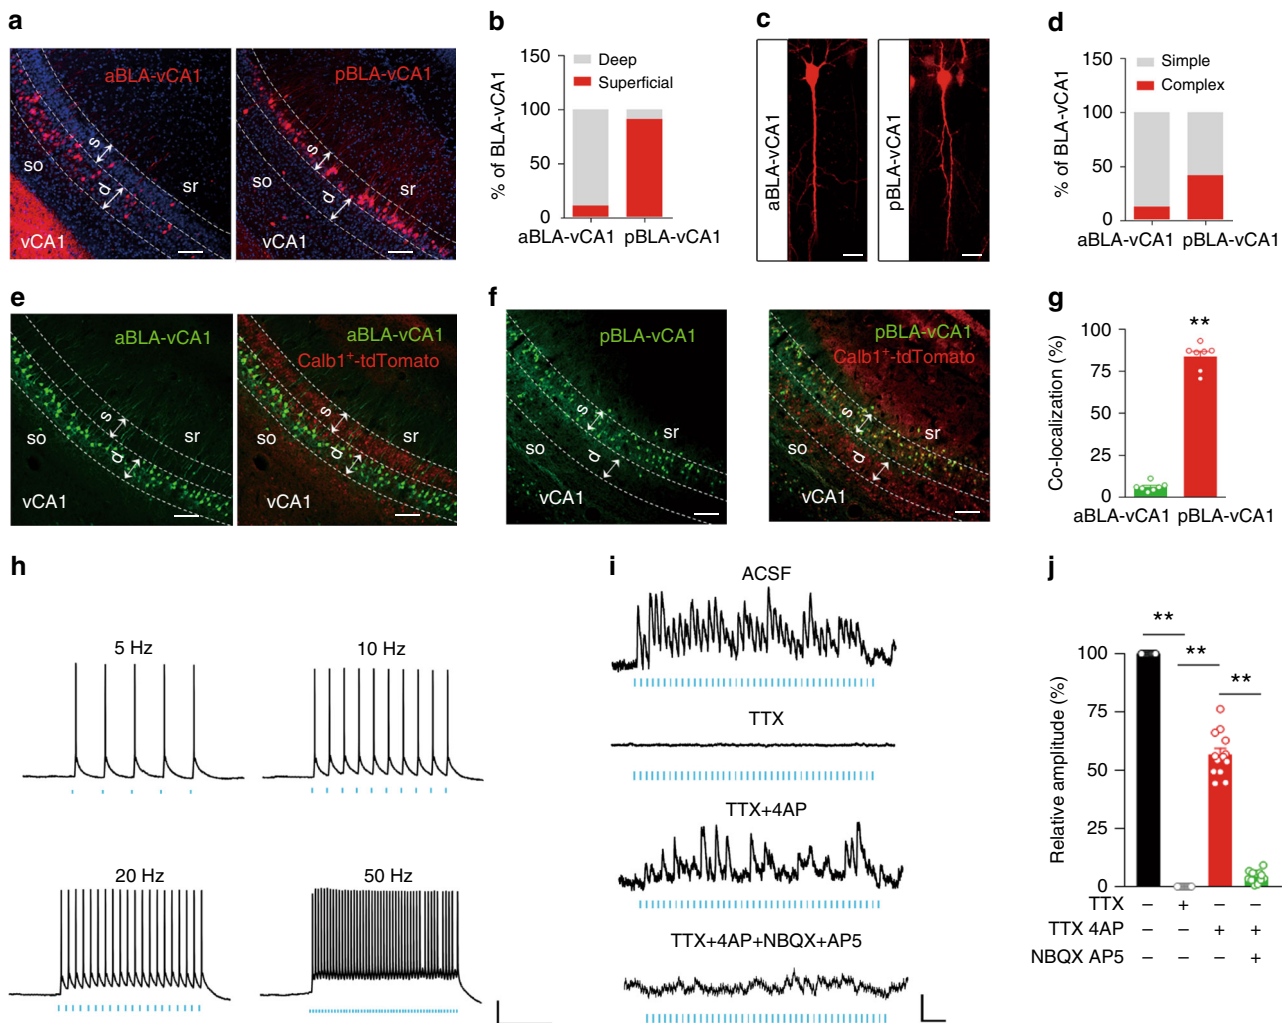 a
aBLA-vCA1
s
so
d
sr
vCA1
pBLA-vCA1
s
so
d
sr
vCA1
b
% of BLA-vCA1
150
100
50
0
Deep
Superficial
aBLA-vCA1 pBLA-vCA1
c
aBLA-vCA1
pBLA-vCA1
d
% of BLA-vCA1
150
100
50
0
Simple
Complex
aBLA-vCA1 pBLA-vCA1
e
aBLA-vCA1
s
so
d
sr
vCA1
aBLA-vCA1
Calb1+-tdTomato
s
so
d
sr
vCA1
f
pBLA-vCA1
s
so
d
sr
vCA1
pBLA-vCA1
Calb1+-tdTomato
s
so
d
sr
vCA1
g
Co-localization (%)
100
75
50
25
0
**
aBLA-vCA1 pBLA-vCA1
h
5 Hz
10 Hz
20 Hz
50 Hz
i
ACSF
TTX
TTX+4AP
TTX+4AP+NBQX+AP5
j
Relative amplitude (%)
100
75
50
25
0
**
**
**
TTX – + – –
TTX 4AP – – + +
NBQX AP5 – – – +